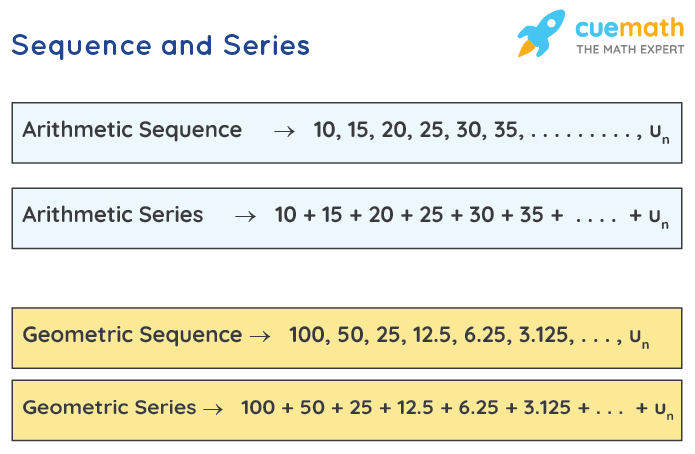 Sequence and Series
cuemath
THE MATH EXPERT
Arithmetic Sequence → 10, 15, 20, 25, 30, 35, . . . . . . . . . . , uₙ
Arithmetic Series → 10 + 15 + 20 + 25 + 30 + 35 + . . . . + uₙ
Geometric Sequence → 100, 50, 25, 12.5, 6.25, 3.125, . . . , uₙ
Geometric Series → 100 + 50 + 25 + 12.5 + 6.25 + 3.125 + . . . + uₙ